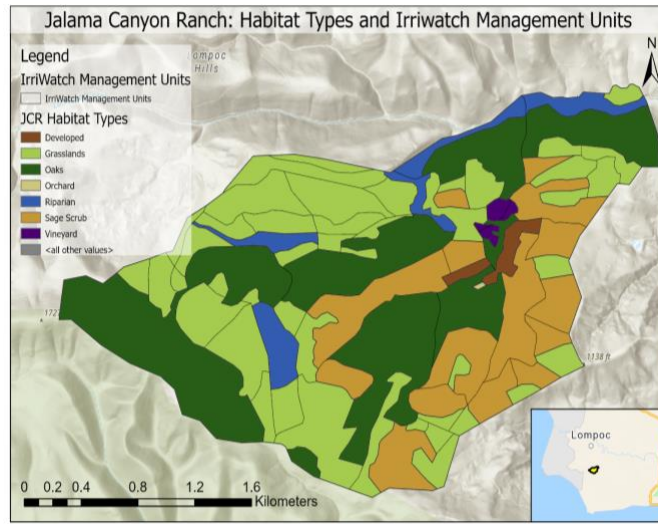 Jalama Canyon Ranch: Habitat Types and Irriwatch Management Units
Lompoc
Hills
N
Legend
IrriWatch Management Units
IrriWatch Management Units
JCR Habitat Types
Developed
Grasslands
Oaks
Orchard
Riparian
Sage Scrub
Vineyard
<all other values>
1138 ft
Lompoc
0 0.2 0.4 0.8 1.2 1.6
Kilometers